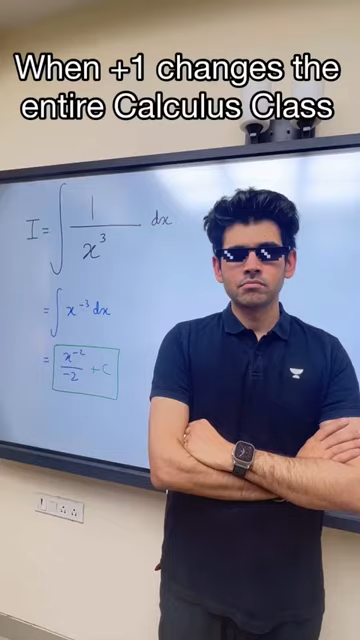 When +1 changes the
entire Calculus Class
I = ∫ 1/x³ dx
= ∫ x⁻³ dx
= x⁻²/-2 + C